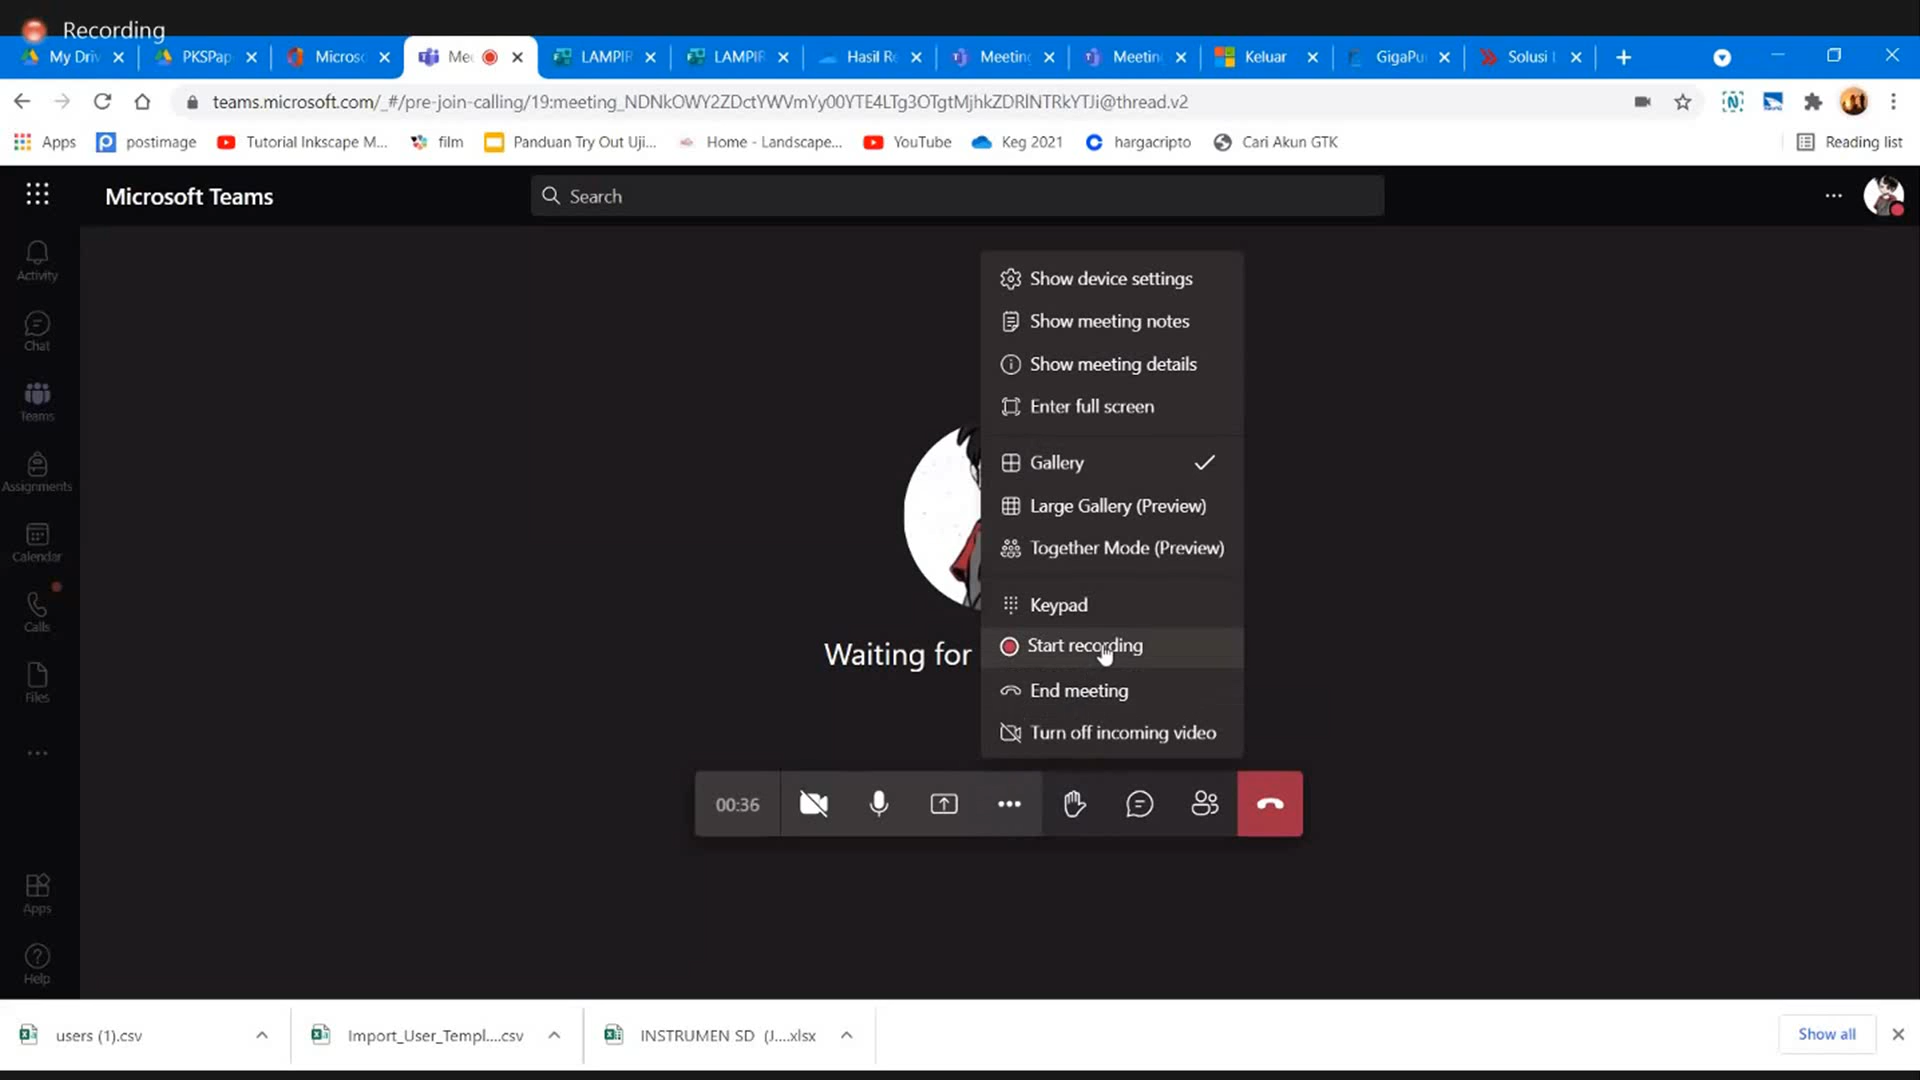 Recording
My Driv
PKSPap
Microsc
Mee
LAMPIR
LAMPIR
Hasil Re
Meeting
Meetin
Keluar
GigaPu
Solusi
teams.microsoft.com/_#/pre-join-calling/19:meeting_NDNkOWY2ZDctYWVmYy00YTE4LTg3OTgtMjhkZDRlNTRkYTJi@thread.v2
Apps
postimage
Tutorial Inkscape M...
film
Panduan Try Out Uji...
Home - Landscape...
YouTube
Keg 2021
hargacripto
Cari Akun GTK
Reading list
Microsoft Teams
Search
Activity
Chat
Teams
Assignments
Calendar
Calls
Files
Apps
Help
Show device settings
Show meeting notes
Show meeting details
Enter full screen
Gallery
Large Gallery (Preview)
Together Mode (Preview)
Keypad
Start recording
End meeting
Turn off incoming video
Waiting for
00:36
users (1).csv
Import_User_Templ....csv
INSTRUMEN SD (J....xlsx
Show all